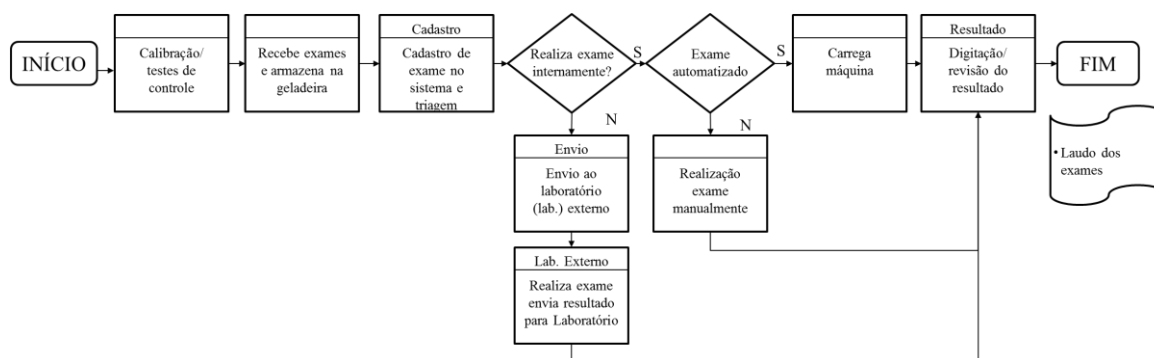 INÍCIO
Calibração/
testes de
controle
Recebe exames
e armazena na
geladeira
Cadastro
Cadastro de
exame no
sistema e
triagem
Realiza exame
internamente?
S
N
Exame
automatizado
S
N
Carrega
máquina
Resultado
Digitação/
revisão do
resultado
FIM
• Laudo dos
exames
Envio
Envio ao
laboratório
(lab.) externo
Realização
exame
manualmente
Lab. Externo
Realiza exame
envia resultado
para Laboratório